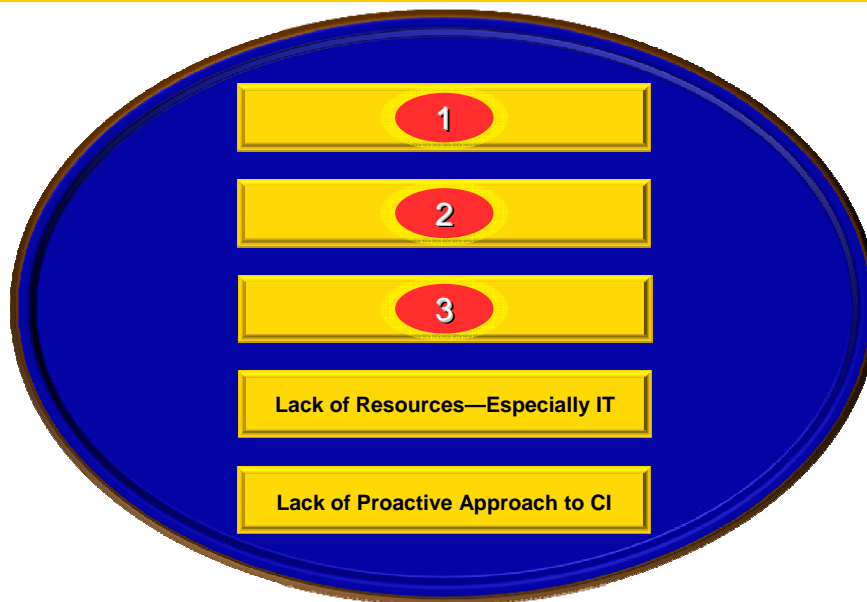 1
2
3
Lack of Resources—Especially IT
Lack of Proactive Approach to CI